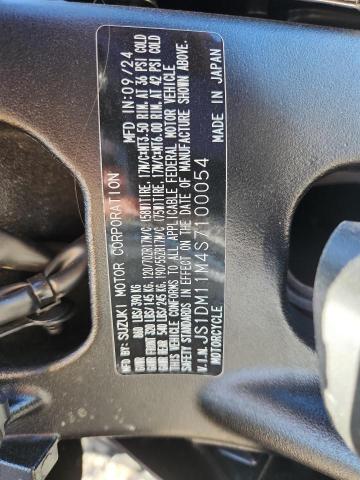 MFD BY:SUZUKI MOTOR CORPORATION MFD IN:09/24
GVWR 860 LBS/390 KG
GAWR FRONT 320 LBS/145 KG, 120/70ZR17M/C (58W)TIRE, 17M/CxMT3.50 RIM, AT 36 PSI COLD
GAWR REAR 540 LBS/245 KG, 190/55ZR17M/C (75W)TIRE, 17M/CxMT6.00 RIM, AT 42 PSI COLD
THIS VEHICLE CONFORMS TO ALL APPLICABLE FEDERAL MOTOR VEHICLE
SAFETY STANDARDS IN EFFECT ON THE DATE OF MANUFACTURE SHOWN ABOVE.
V.I.N. JS1DM11M4S7100054
MOTORCYCLE MADE IN JAPAN